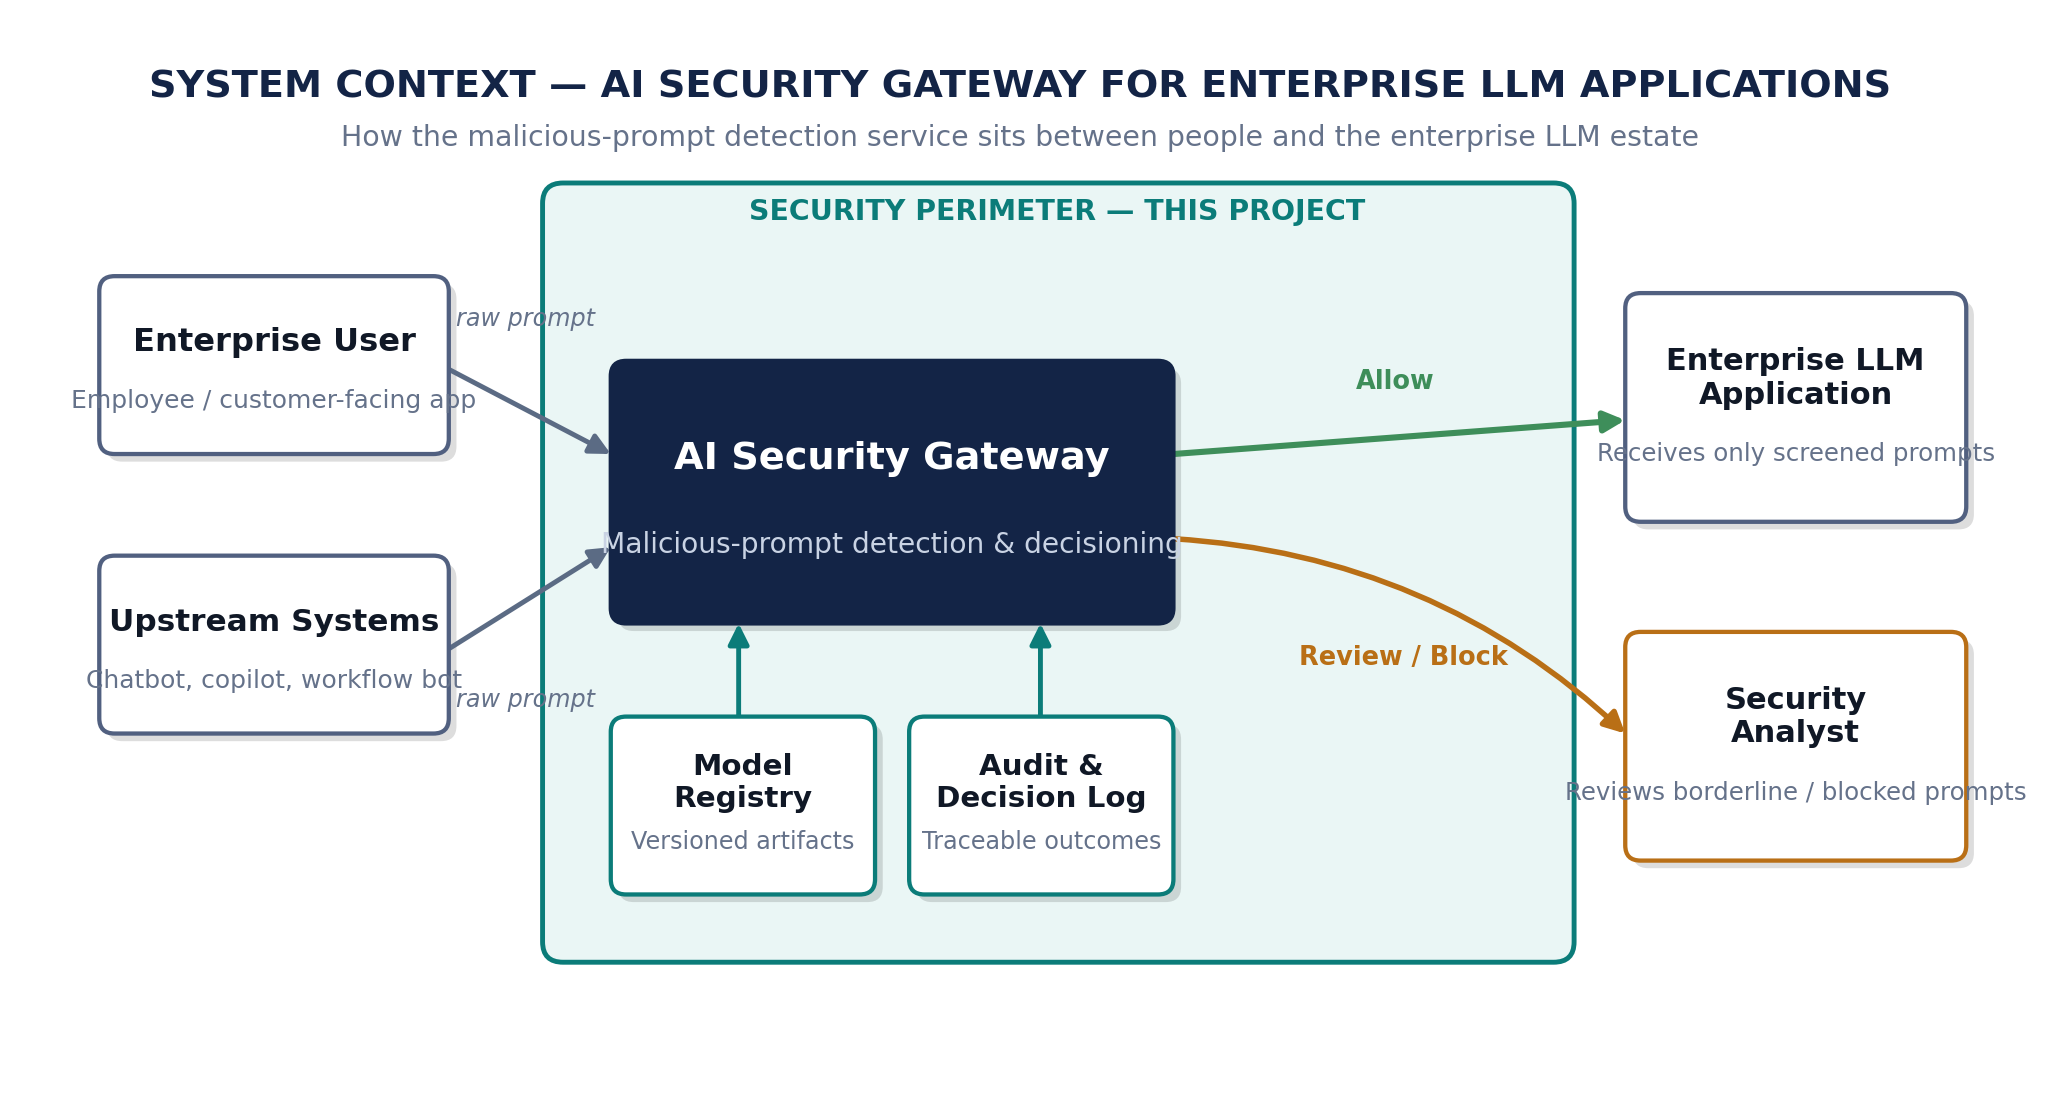 SYSTEM CONTEXT — AI SECURITY GATEWAY FOR ENTERPRISE LLM APPLICATIONS
How the malicious-prompt detection service sits between people and the enterprise LLM estate
SECURITY PERIMETER — THIS PROJECT
Enterprise User
Employee / customer-facing app
raw prompt
Upstream Systems
Chatbot, copilot, workflow bot
raw prompt
AI Security Gateway
Malicious-prompt detection & decisioning
Model
Registry
Versioned artifacts
Audit &
Decision Log
Traceable outcomes
Allow
Review / Block
Enterprise LLM
Application
Receives only screened prompts
Security
Analyst
Reviews borderline / blocked prompts